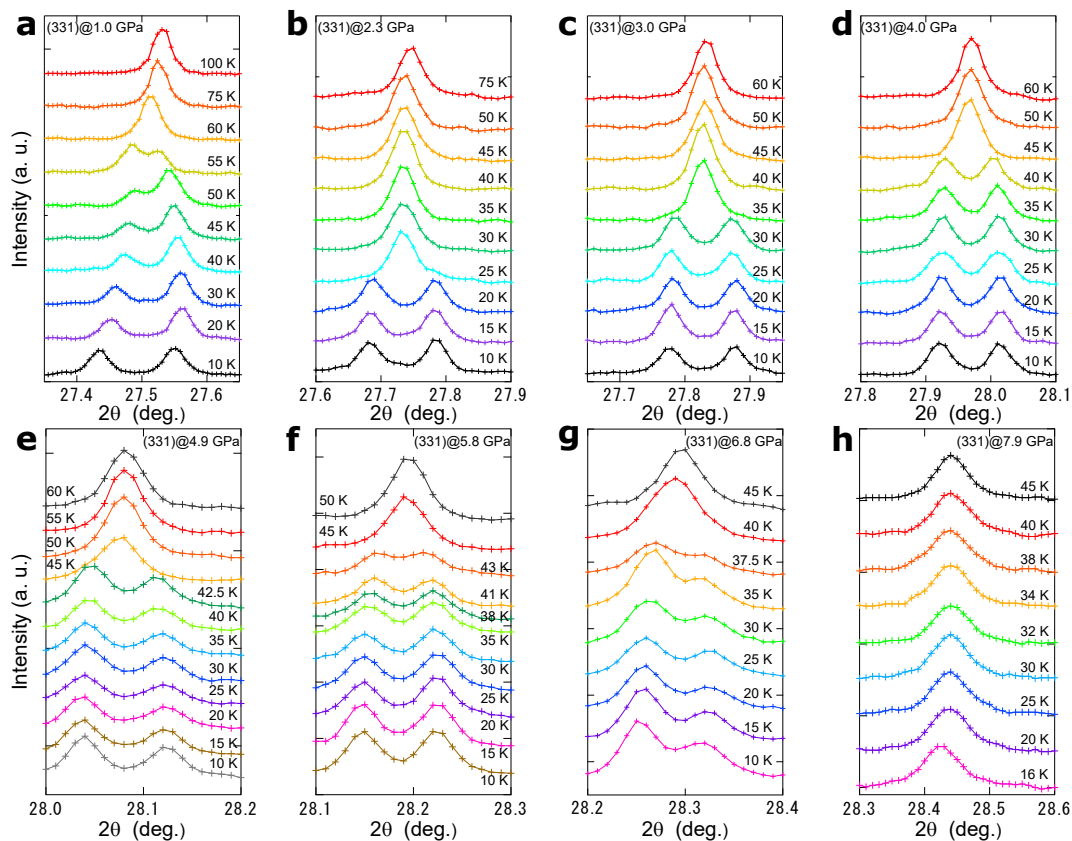 a
(331)@1.0 GPa
100 K
75 K
60 K
55 K
50 K
45 K
40 K
30 K
20 K
10 K
27.4 27.5 27.6
2θ (deg.)
Intensity (a. u.)
b
(331)@2.3 GPa
75 K
50 K
45 K
40 K
35 K
30 K
25 K
20 K
15 K
10 K
27.6 27.7 27.8 27.9
2θ (deg.)
c
(331)@3.0 GPa
60 K
50 K
45 K
40 K
35 K
30 K
25 K
20 K
15 K
10 K
27.7 27.8 27.9
2θ (deg.)
d
(331)@4.0 GPa
60 K
50 K
45 K
40 K
35 K
30 K
25 K
20 K
15 K
10 K
27.8 27.9 28.0 28.1
2θ (deg.)
e
(331)@4.9 GPa
60 K
55 K
50 K
45 K
42.5 K
40 K
35 K
30 K
25 K
20 K
15 K
10 K
28.0 28.1 28.2
2θ (deg.)
Intensity (a. u.)
f
(331)@5.8 GPa
50 K
45 K
43 K
41 K
38 K
35 K
30 K
25 K
20 K
15 K
10 K
28.1 28.2 28.3
2θ (deg.)
g
(331)@6.8 GPa
45 K
40 K
37.5 K
35 K
30 K
25 K
20 K
15 K
10 K
28.2 28.3 28.4
2θ (deg.)
h
(331)@7.9 GPa
45 K
40 K
38 K
34 K
32 K
30 K
25 K
20 K
16 K
28.3 28.4 28.5 28.6
2θ (deg.)